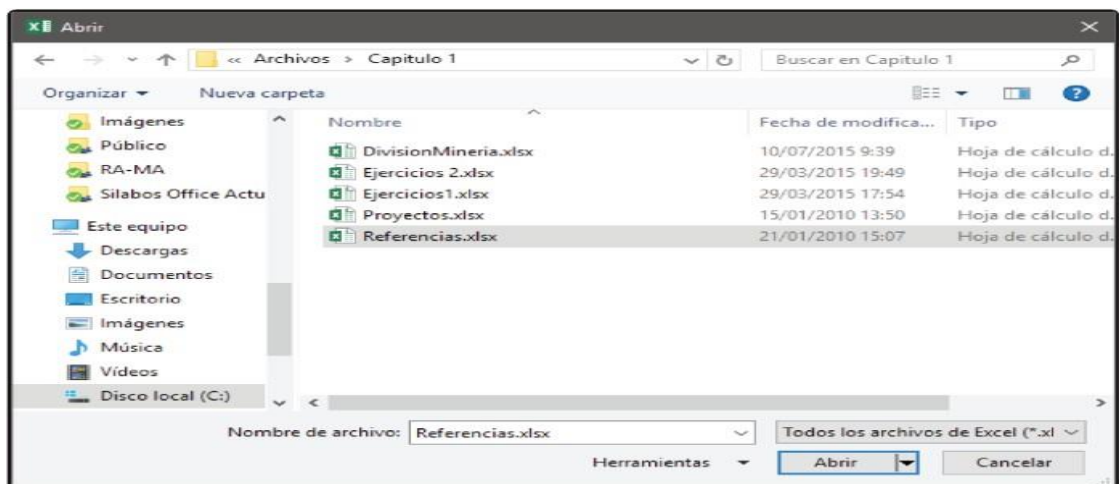 Abrir
« Archivos > Capitulo 1
Buscar en Capitulo 1
Organizar
Nueva carpeta
Imágenes
Público
RA-MA
Silabos Office Actu
Este equipo
Descargas
Documentos
Escritorio
Imágenes
Música
Vídeos
Disco local (C:)
Nombre Fecha de modifica... Tipo
DivisionMineria.xlsx 10/07/2015 9:39 Hoja de cálculo d.
Ejercicios 2.xlsx 29/03/2015 19:49 Hoja de cálculo d.
Ejercicios1.xlsx 29/03/2015 17:54 Hoja de cálculo d.
Proyectos.xlsx 15/01/2010 13:50 Hoja de cálculo d.
Referencias.xlsx 21/01/2010 15:07 Hoja de cálculo d.
Nombre de archivo: Referencias.xlsx
Todos los archivos de Excel (*.xl
Herramientas
Abrir
Cancelar